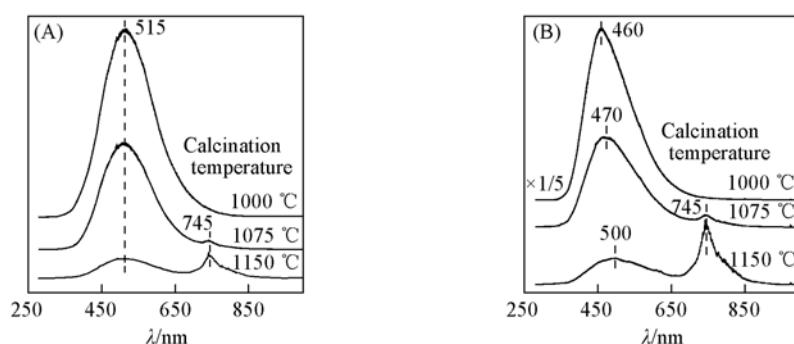 (A)
515
Calcination
temperature
1000 ℃
745
1075 ℃
1150 ℃
250
450
650
850
λ/nm
(B)
460
470
Calcination
temperature
×1/5
1000 ℃
745
1075 ℃
500
1150 ℃
250
450
650
850
λ/nm